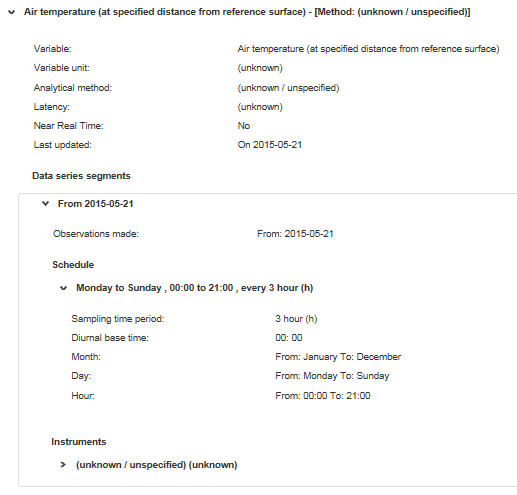 Air temperature (at specified distance from reference surface) - [Method: (unknown / unspecified)]
Variable: Air temperature (at specified distance from reference surface)
Variable unit: (unknown)
Analytical method: (unknown / unspecified)
Latency: (unknown)
Near Real Time: No
Last updated: On 2015-05-21
Data series segments
From 2015-05-21
Observations made: From: 2015-05-21
Schedule
Monday to Sunday , 00:00 to 21:00 , every 3 hour (h)
Sampling time period: 3 hour (h)
Diurnal base time: 00: 00
Month: From: January To: December
Day: From: Monday To: Sunday
Hour: From: 00:00 To: 21:00
Instruments
(unknown / unspecified) (unknown)